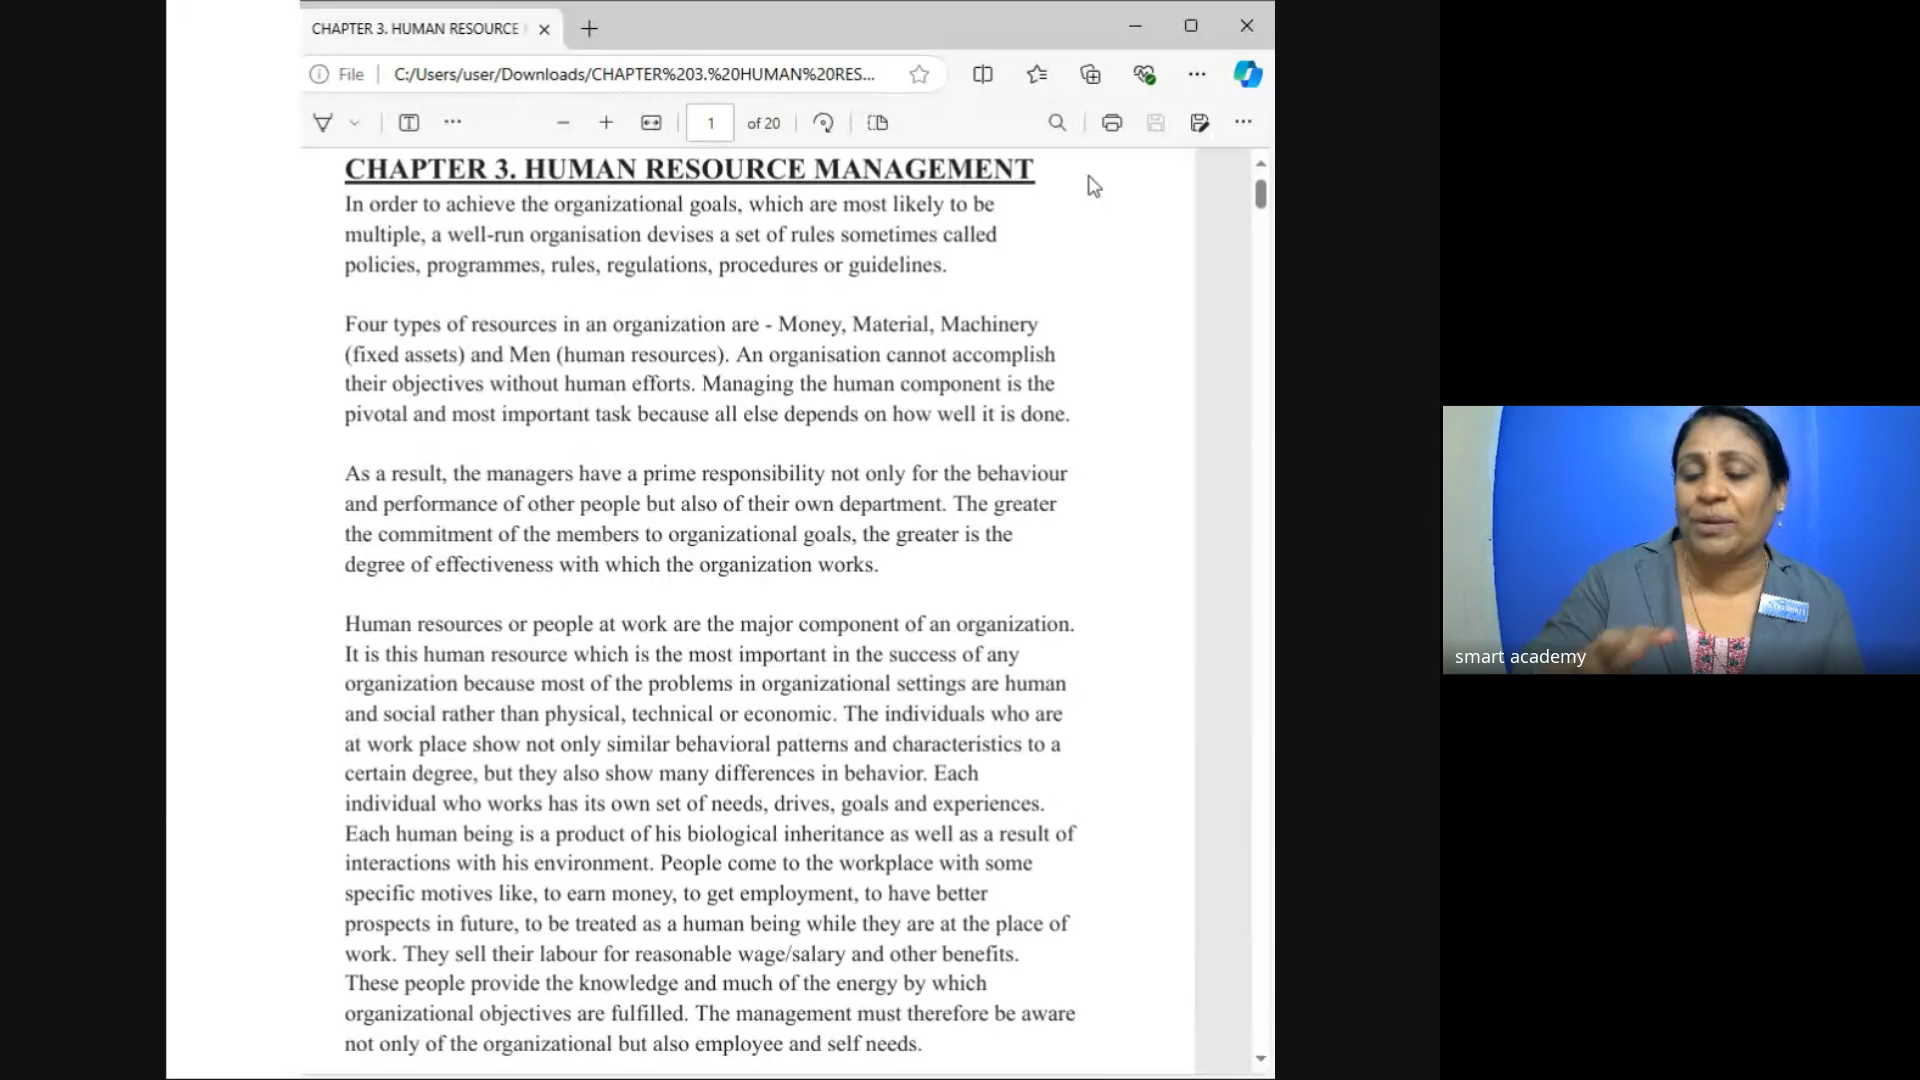 CHAPTER 3. HUMAN RESOURCE
File
C:/Users/user/Downloads/CHAPTER%203.%20HUMAN%20RES...
1
of 20
CHAPTER 3. HUMAN RESOURCE MANAGEMENT
In order to achieve the organizational goals, which are most likely to be
multiple, a well-run organisation devises a set of rules sometimes called
policies, programmes, rules, regulations, procedures or guidelines.
Four types of resources in an organization are - Money, Material, Machinery
(fixed assets) and Men (human resources). An organisation cannot accomplish
their objectives without human efforts. Managing the human component is the
pivotal and most important task because all else depends on how well it is done.
As a result, the managers have a prime responsibility not only for the behaviour
and performance of other people but also of their own department. The greater
the commitment of the members to organizational goals, the greater is the
degree of effectiveness with which the organization works.
Human resources or people at work are the major component of an organization.
It is this human resource which is the most important in the success of any
organization because most of the problems in organizational settings are human
and social rather than physical, technical or economic. The individuals who are
at work place show not only similar behavioral patterns and characteristics to a
certain degree, but they also show many differences in behavior. Each
individual who works has its own set of needs, drives, goals and experiences.
Each human being is a product of his biological inheritance as well as a result of
interactions with his environment. People come to the workplace with some
specific motives like, to earn money, to get employment, to have better
prospects in future, to be treated as a human being while they are at the place of
work. They sell their labour for reasonable wage/salary and other benefits.
These people provide the knowledge and much of the energy by which
organizational objectives are fulfilled. The management must therefore be aware
not only of the organizational but also employee and self needs.
smart academy